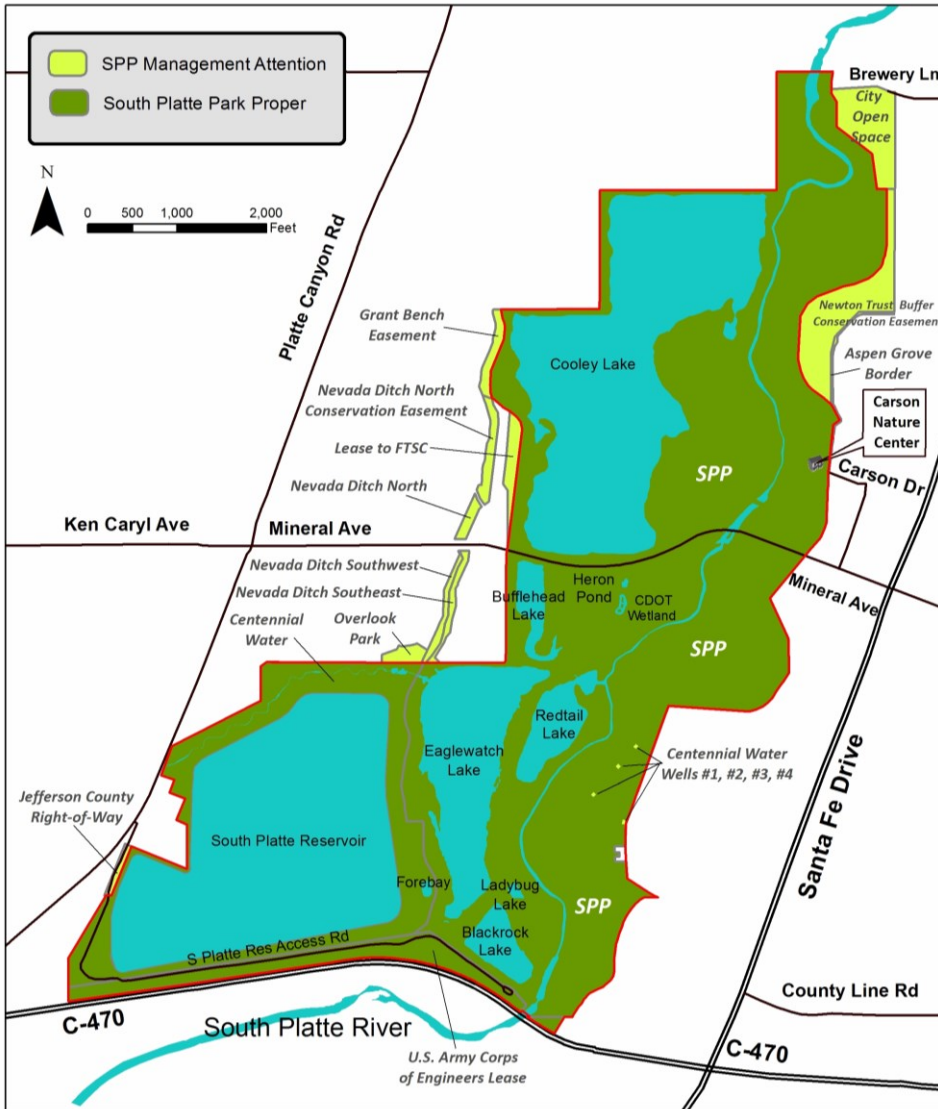 SPP Management Attention
South Platte Park Proper
N
0 500 1,000 2,000
Feet
Platte Canyon Rd
Brewery Ln
City
Open
Space
Grant Bench
Easement
Newton Trust Buffer
Conservation Easement
Cooley Lake
Aspen Grove
Border
Nevada Ditch North
Conservation Easement
Carson
Nature
Center
Lease to FTSC
SPP
Carson Dr
Nevada Ditch North
Ken Caryl Ave
Mineral Ave
Nevada Ditch Southwest
Heron
Pond
Mineral Ave
Nevada Ditch Southeast
Bufflehead
Lake
CDOT
Wetland
Centennial
Water
Overlook
Park
SPP
Redtail
Lake
Eaglewatch
Lake
Centennial Water
Wells #1, #2, #3, #4
Santa Fe Drive
Jefferson County
Right-of-Way
South Platte Reservoir
Forebay
Ladybug
Lake
SPP
Blackrock
Lake
S Platte Res Access Rd
County Line Rd
C-470
South Platte River
C-470
U.S. Army Corps
of Engineers Lease